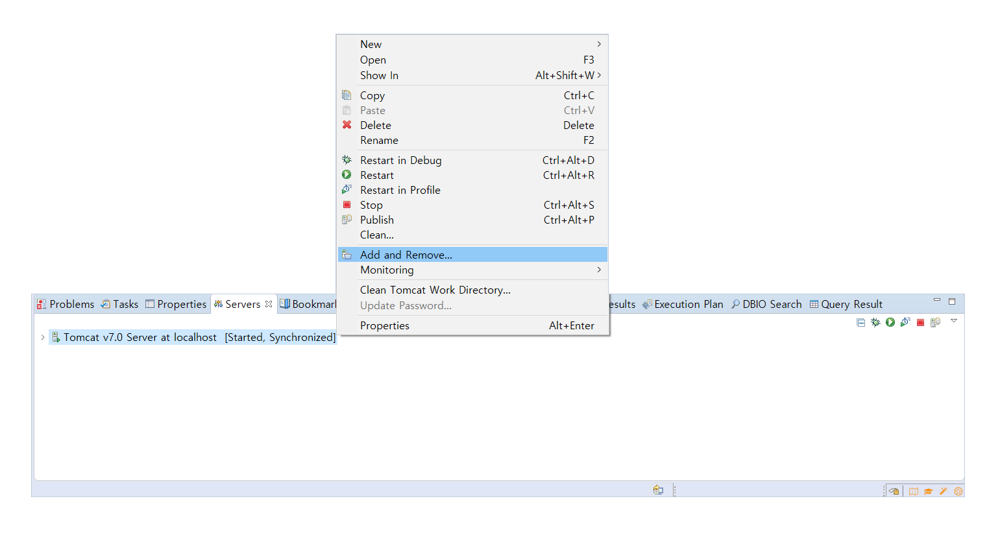 New
Open F3
Show In Alt+Shift+W
Copy Ctrl+C
Paste Ctrl+V
Delete Delete
Rename F2
Restart in Debug Ctrl+Alt+D
Restart Ctrl+Alt+R
Restart in Profile
Stop Ctrl+Alt+S
Publish Ctrl+Alt+P
Clean...
Add and Remove...
Monitoring
Clean Tomcat Work Directory...
Update Password...
Properties Alt+Enter
Problems Tasks Properties Servers Bookmark esults Execution Plan DBIO Search Query Result
Tomcat v7.0 Server at localhost [Started, Synchronized]